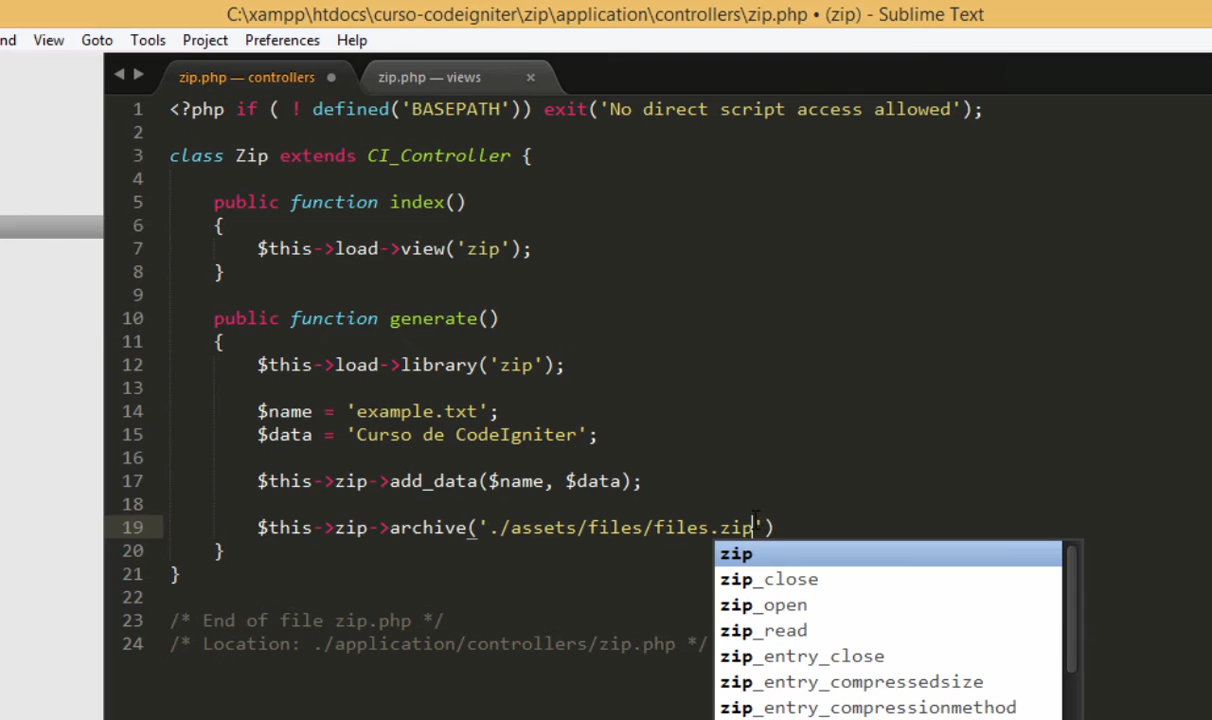 C:\xampp\htdocs\curso-codeigniter\zip\application\controllers\zip.php • (zip) - Sublime Text
nd View Goto Tools Project Preferences Help
zip.php — controllers zip.php — views
1 <?php if ( ! defined('BASEPATH')) exit('No direct script access allowed');
2
3 class Zip extends CI_Controller {
4
5 public function index()
6 {
7 $this->load->view('zip');
8 }
9
10 public function generate()
11 {
12 $this->load->library('zip');
13
14 $name = 'example.txt';
15 $data = 'Curso de CodeIgniter';
16
17 $this->zip->add_data($name, $data);
18
19 $this->zip->archive('./assets/files/files.zip')
20 }
21 }
22
23 /* End of file zip.php */
24 /* Location: ./application/controllers/zip.php */
zip
zip_close
zip_open
zip_read
zip_entry_close
zip_entry_compressedsize
zip_entry_compressionmethod